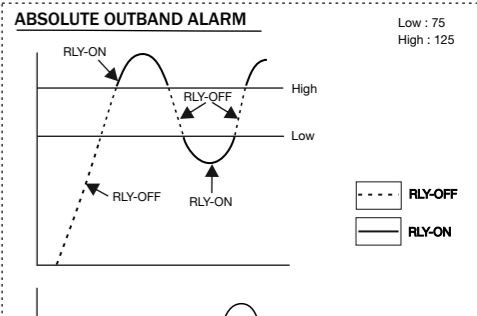 ABSOLUTE OUTBAND ALARM
Low : 75
High : 125
RLY-ON
High
RLY-OFF
Low
RLY-OFF
RLY-ON
RLY-OFF
RLY-ON